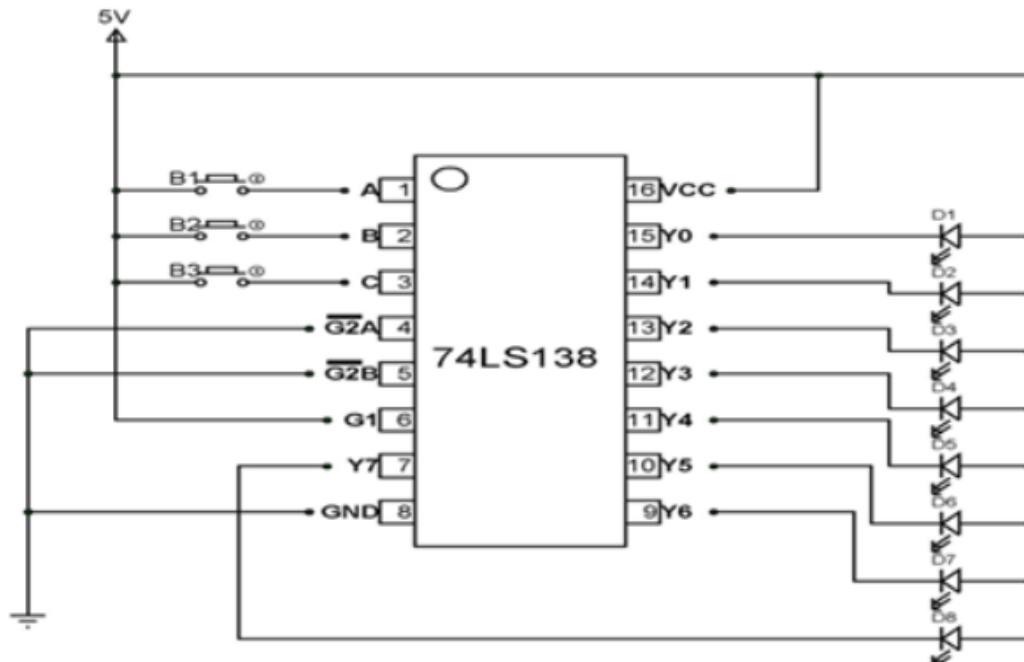 5V
B1
A 1
B2
B 2
B3
C 3
G2A 4
G2B 5
G1 6
Y7 7
GND 8
74LS138
16 VCC
15 Y0
14 Y1
13 Y2
12 Y3
11 Y4
10 Y5
9 Y6
D1
D2
D3
D4
D5
D6
D7
D8